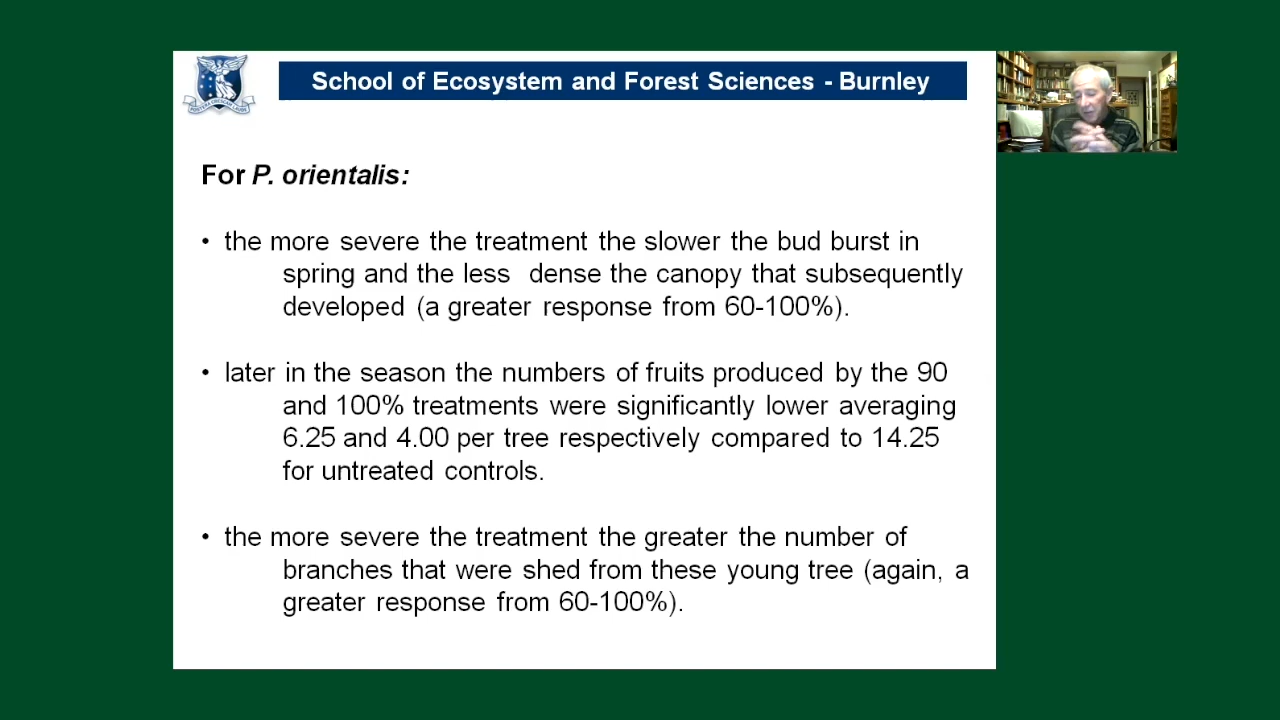 School of Ecosystem and Forest Sciences - Burnley
For P. orientalis:
• the more severe the treatment the slower the bud burst in
spring and the less dense the canopy that subsequently
developed (a greater response from 60-100%).
• later in the season the numbers of fruits produced by the 90
and 100% treatments were significantly lower averaging
6.25 and 4.00 per tree respectively compared to 14.25
for untreated controls.
• the more severe the treatment the greater the number of
branches that were shed from these young tree (again, a
greater response from 60-100%).